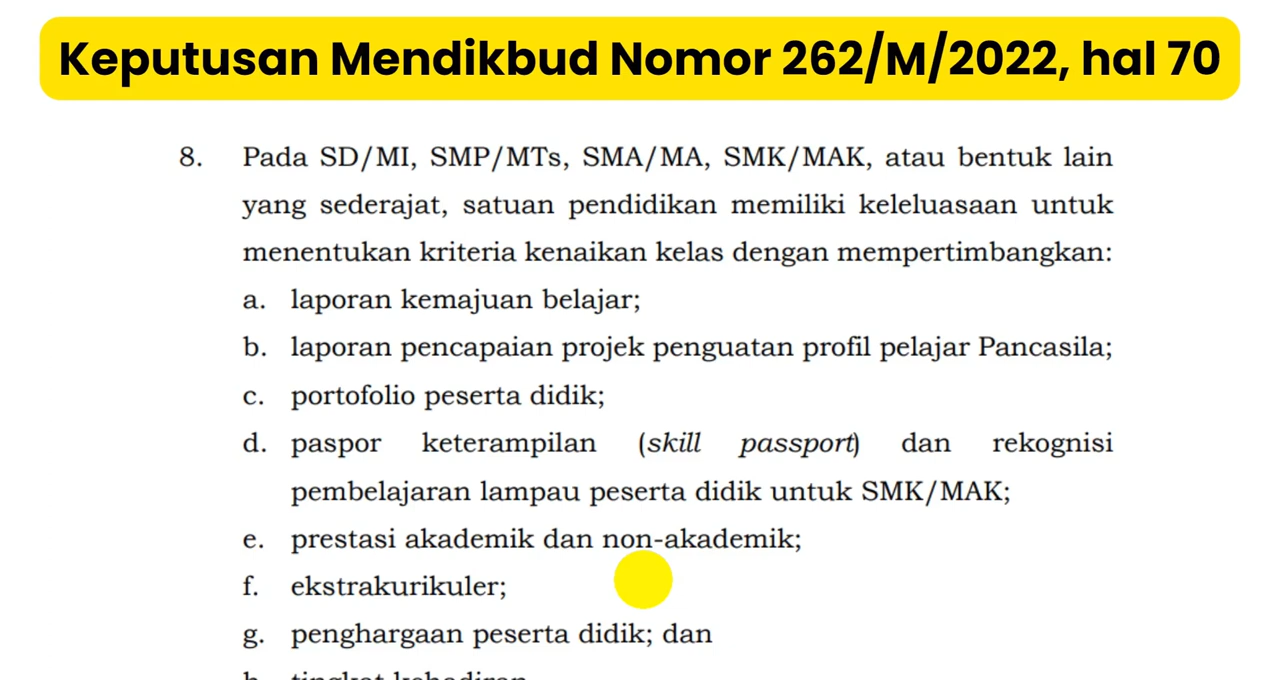 Keputusan Mendikbud Nomor 262/M/2022, hal 70
8. Pada SD/MI, SMP/MTs, SMA/MA, SMK/MAK, atau bentuk lain
yang sederajat, satuan pendidikan memiliki keleluasaan untuk
menentukan kriteria kenaikan kelas dengan mempertimbangkan:
a. laporan kemajuan belajar;
b. laporan pencapaian projek penguatan profil pelajar Pancasila;
c. portofolio peserta didik;
d. paspor keterampilan (skill passport) dan rekognisi
pembelajaran lampau peserta didik untuk SMK/MAK;
e. prestasi akademik dan non-akademik;
f. ekstrakurikuler;
g. penghargaan peserta didik; dan
h. tingkat kehadiran